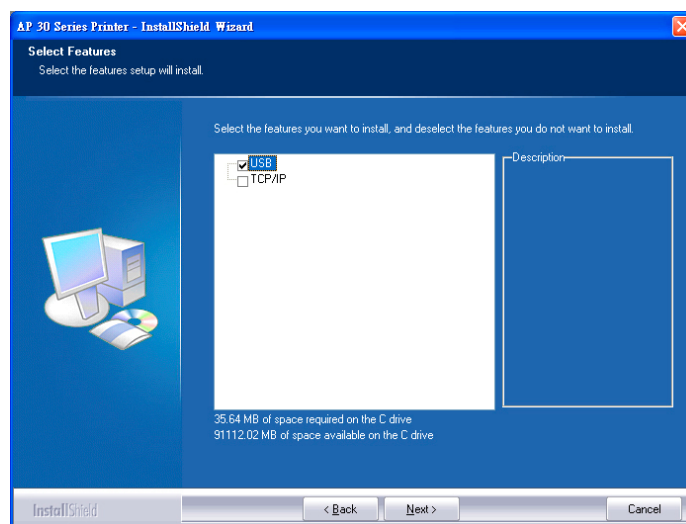 AP 30 Series Printer - InstallShield Wizard
Select Features
Select the features setup will install.
Select the features you want to install, and deselect the features you do not want to install.
USB
TCP/IP
Description
35.64 MB of space required on the C drive
91112.02 MB of space available on the C drive
InstallShield
< Back
Next >
Cancel